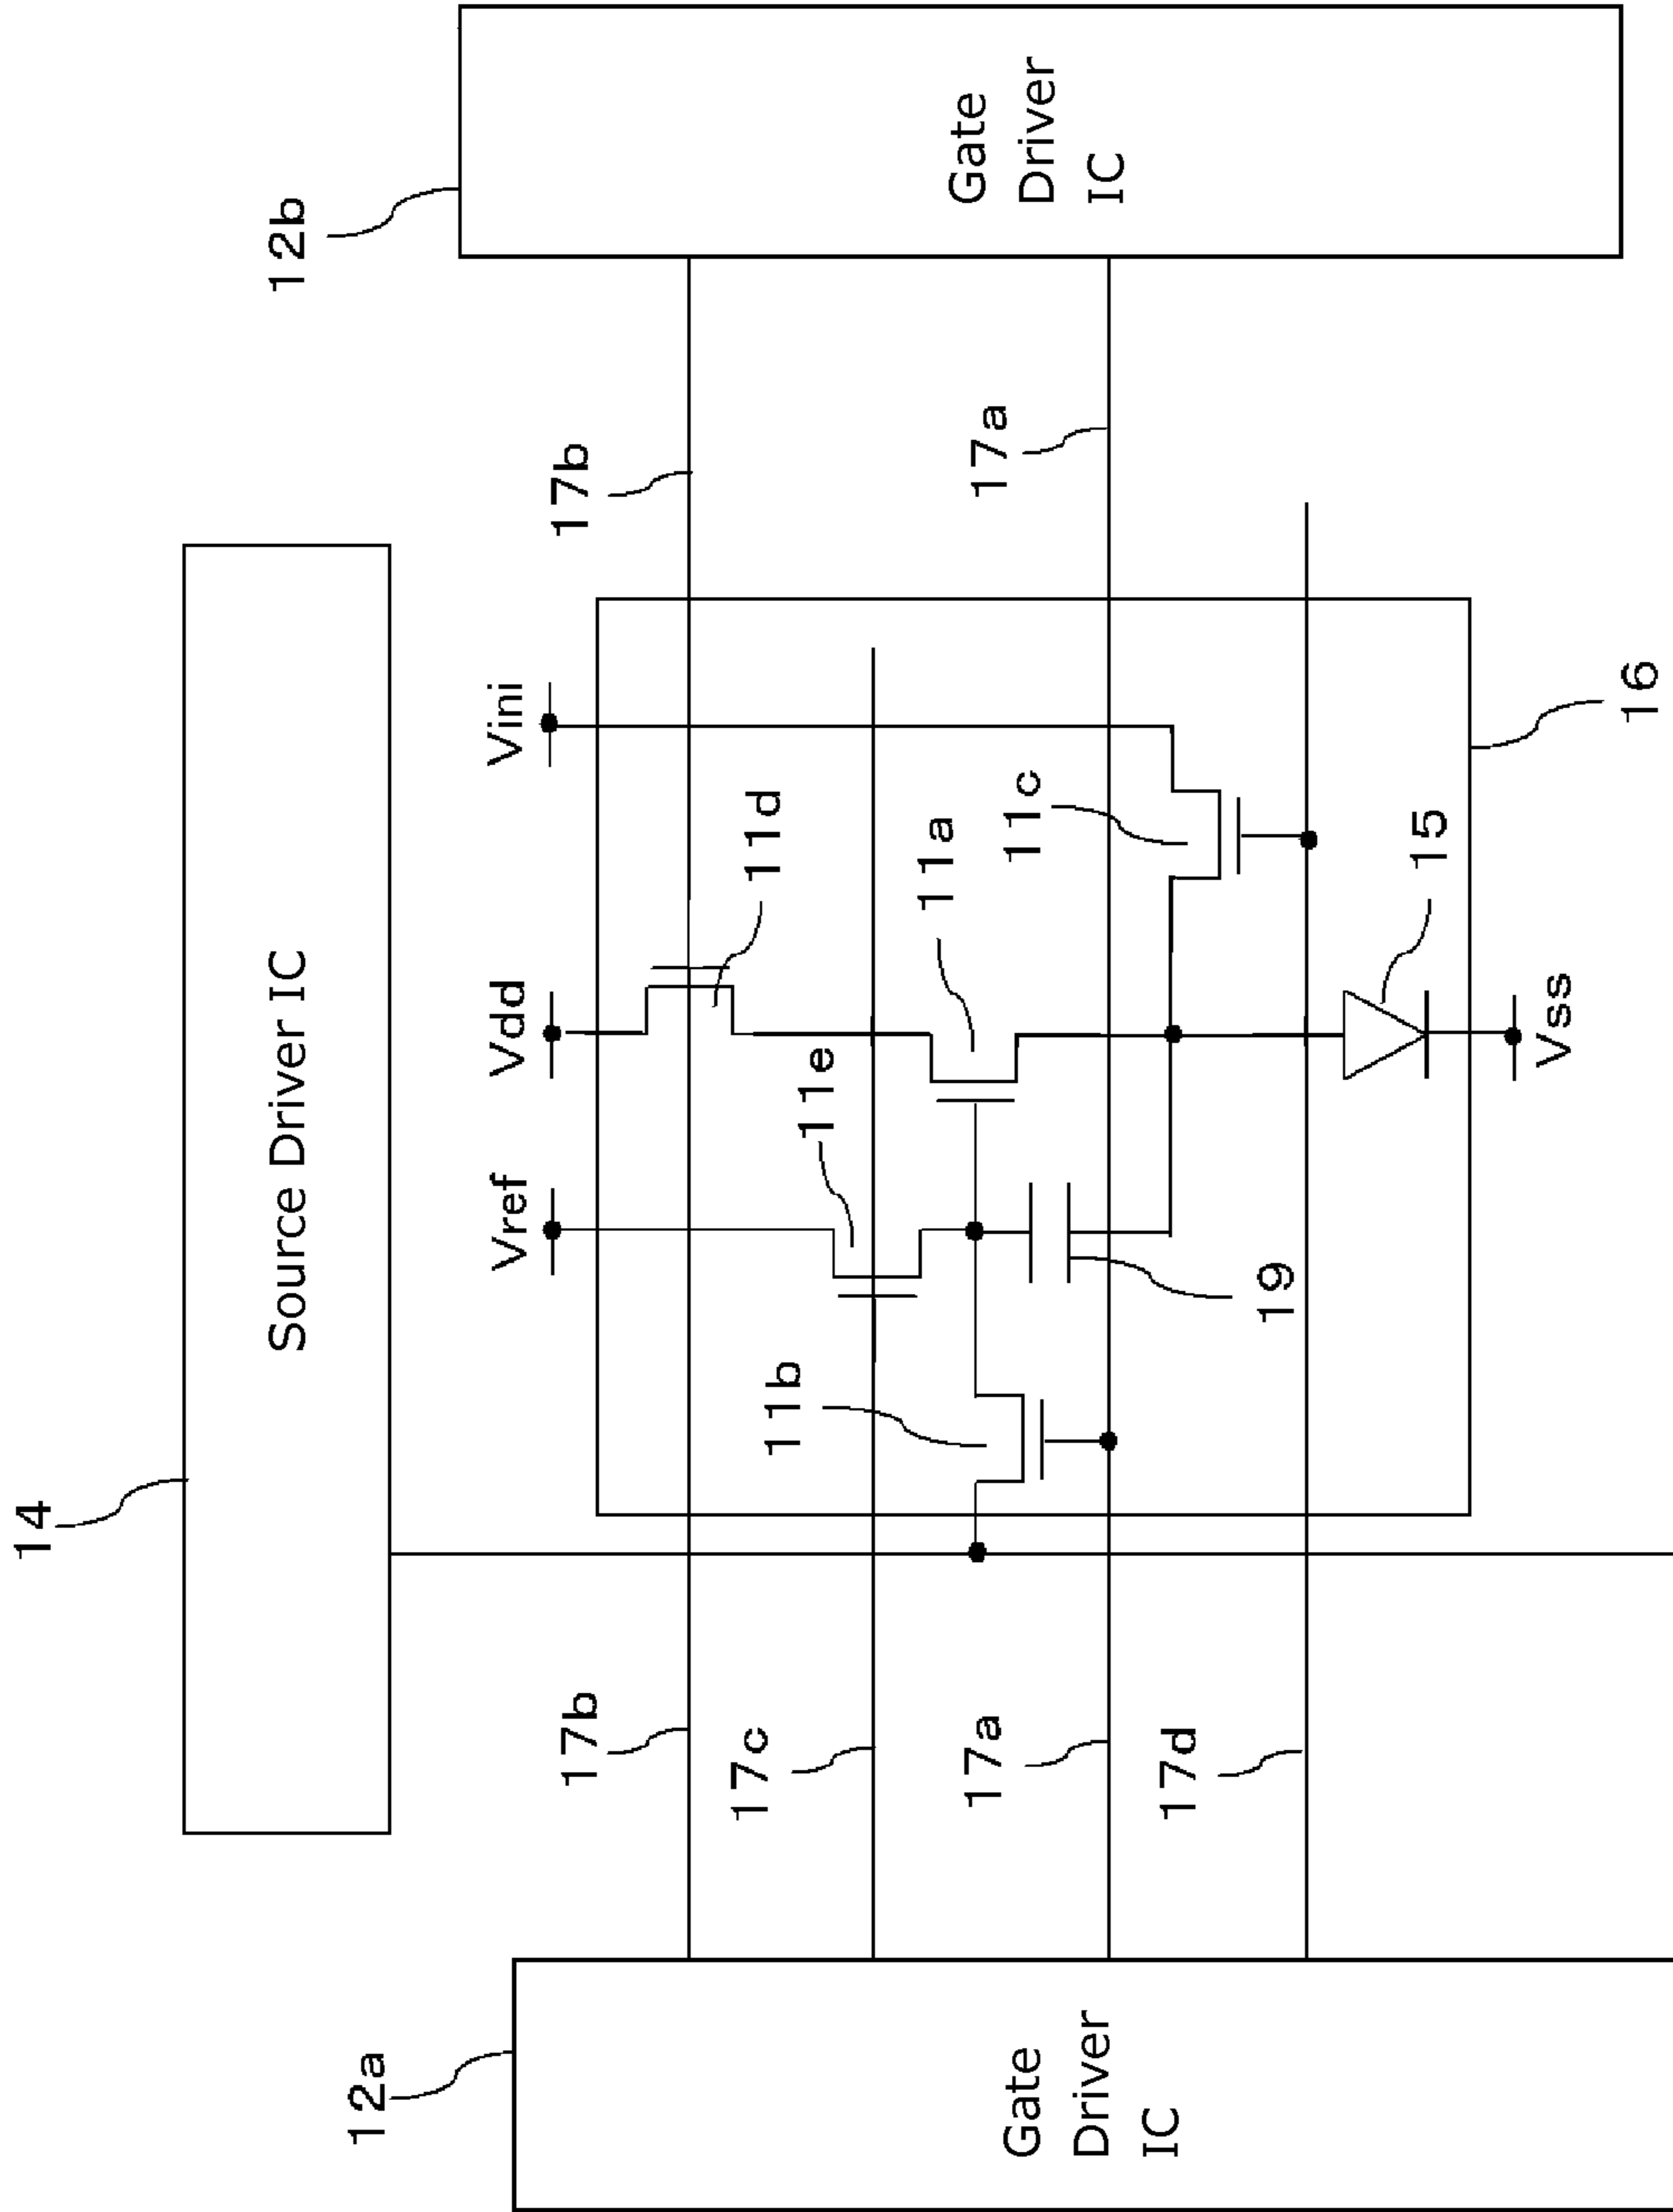 14
Source Driver IC
12a
12b
Vref
Vdd
Vini
17b
17b
11d
11e
17c
11b
11a
17a
17a
11c
Gate
Driver
IC
Gate
Driver
IC
17d
19
15
Vss
16